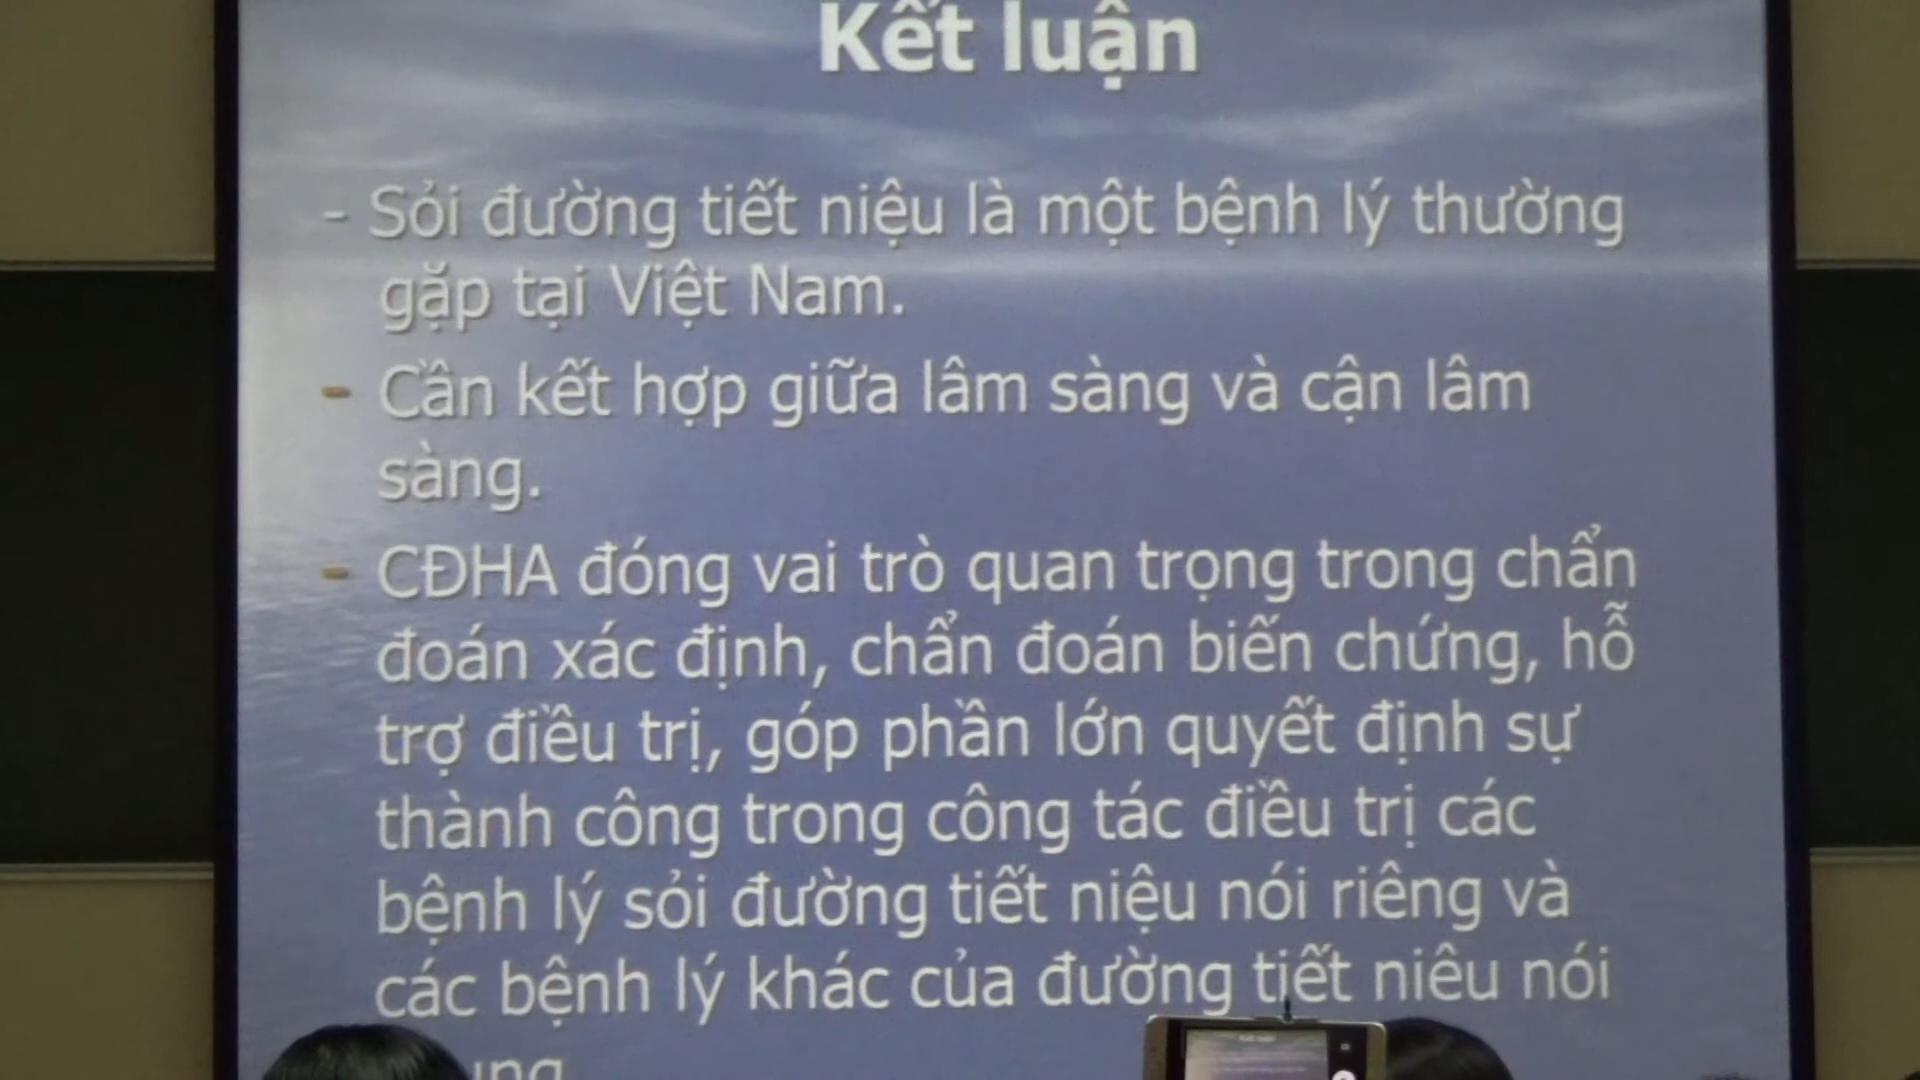 Kết luận
- Sỏi đường tiết niệu là một bệnh lý thường
gặp tại Việt Nam.
- Cần kết hợp giữa lâm sàng và cận lâm
sàng.
- CĐHA đóng vai trò quan trọng trong chẩn
đoán xác định, chẩn đoán biến chứng, hỗ
trợ điều trị, góp phần lớn quyết định sự
thành công trong công tác điều trị các
bệnh lý sỏi đường tiết niệu nói riêng và
các bệnh lý khác của đường tiết niêu nói